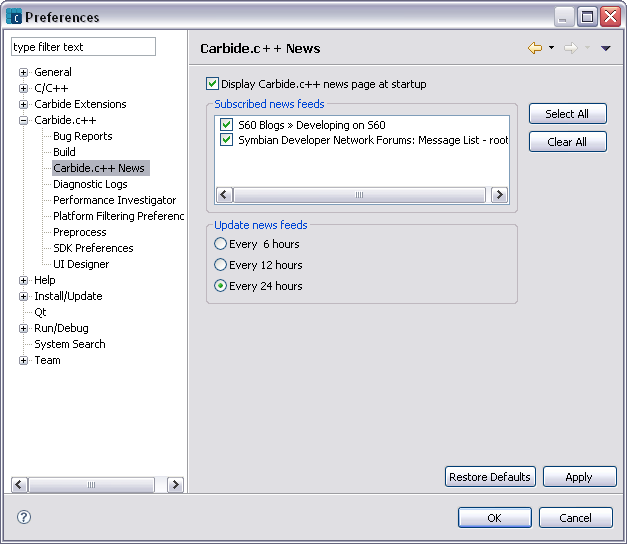 Preferences
type filter text
General
C/C++
Carbide Extensions
Carbide.c++
Bug Reports
Build
Carbide.c++ News
Diagnostic Logs
Performance Investigator
Platform Filtering Preferenc
Preprocess
SDK Preferences
UI Designer
Help
Install/Update
Qt
Run/Debug
System Search
Team
Carbide.c++ News
Display Carbide.c++ news page at startup
Subscribed news feeds
S60 Blogs » Developing on S60
Symbian Developer Network Forums: Message List - root
Select All
Clear All
Update news feeds
Every 6 hours
Every 12 hours
Every 24 hours
Restore Defaults
Apply
?
OK
Cancel